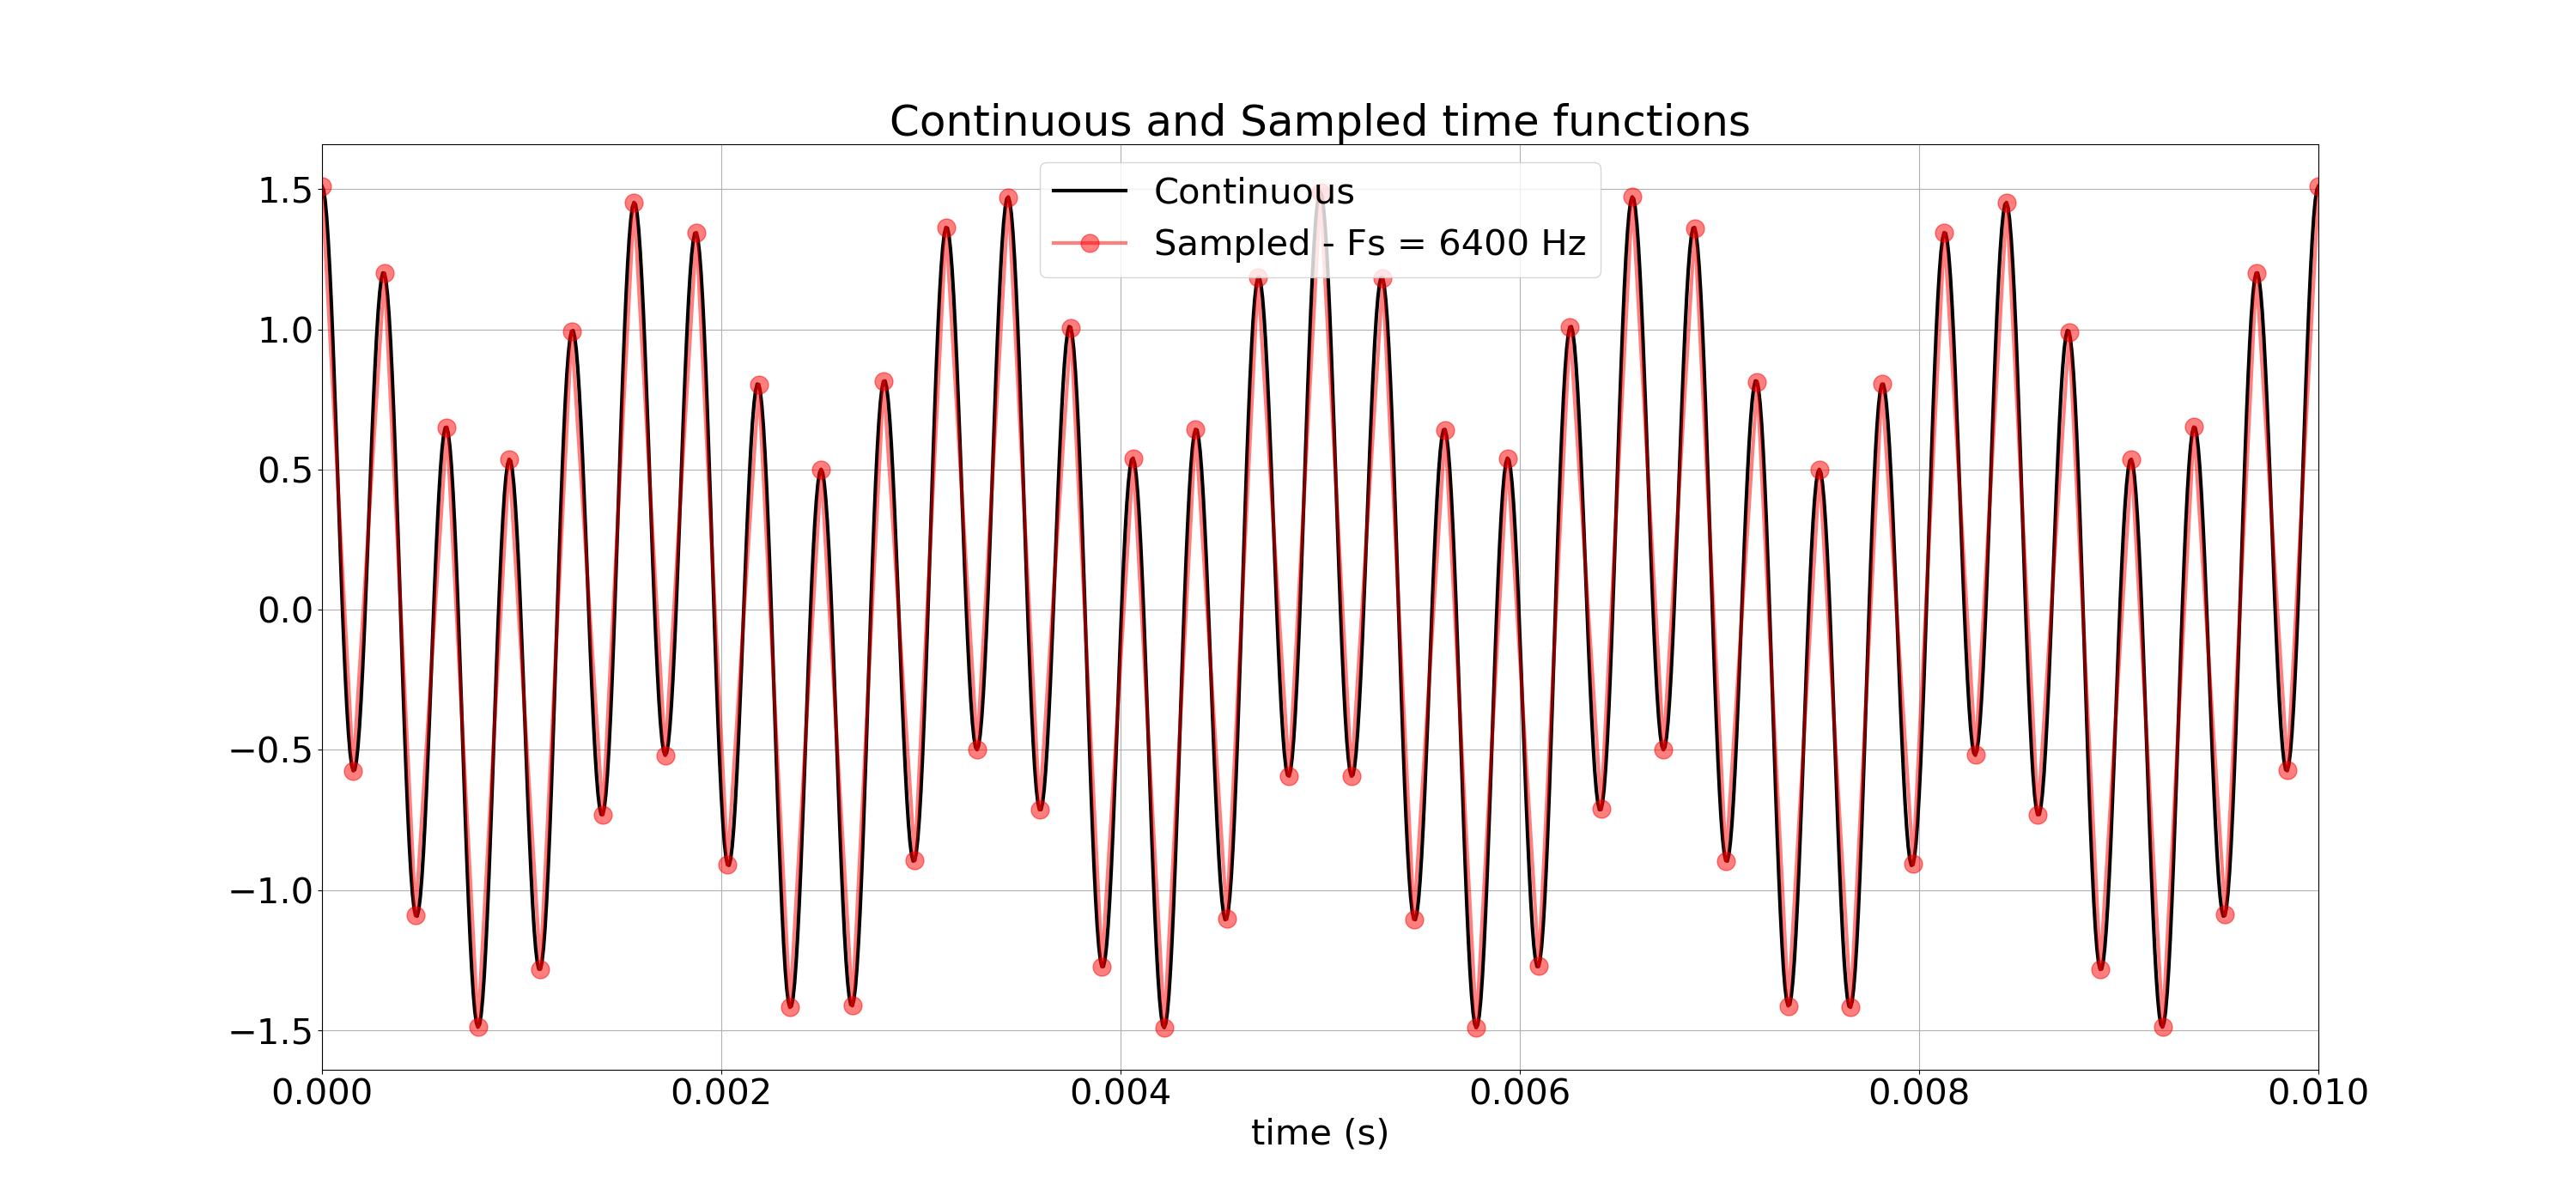 Continuous and Sampled time functions
Continuous
Sampled - Fs = 6400 Hz
1.5
1.0
0.5
0.0
−0.5
−1.0
−1.5
0.000 0.002 0.004 0.006 0.008 0.010
time (s)